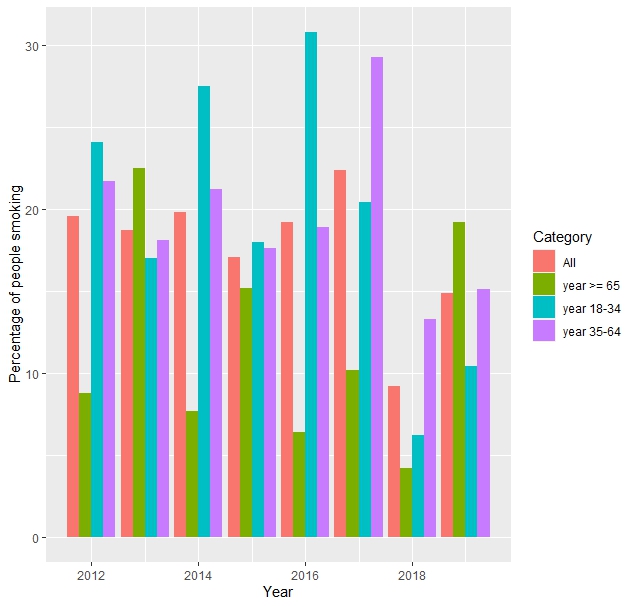 Percentage of people smoking
30
20
10
0
2012 2014 2016 2018
Year
Category
All
year >= 65
year 18-34
year 35-64